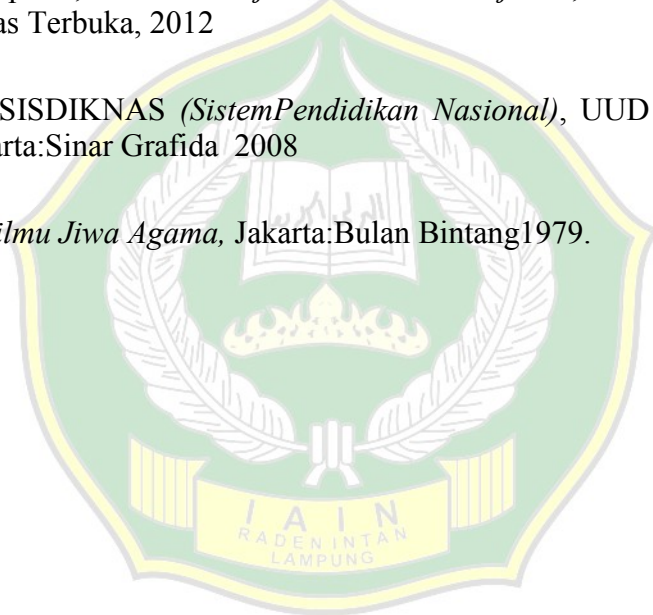 as Terbuka, 2012
SISDIKNAS (SistemPendidikan Nasional), UUD
arta:Sinar Grafida 2008
ilmu Jiwa Agama, Jakarta:Bulan Bintang1979.
I A I N
RADEN INTAN
LAMPUNG